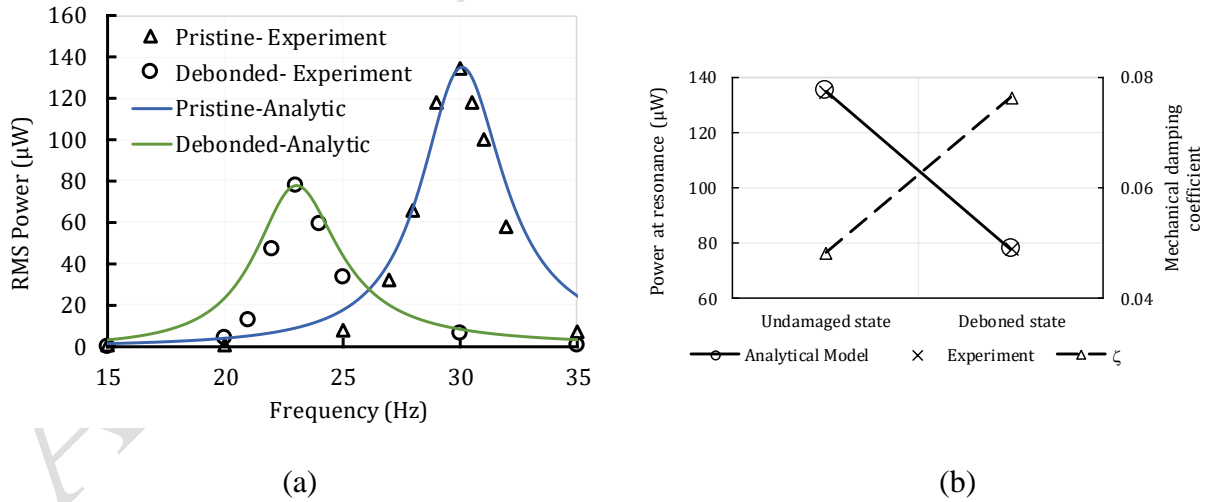 160
140
120
100
80
60
40
20
0
RMS Power (μW)
Pristine- Experiment
Debonded- Experiment
Pristine-Analytic
Debonded-Analytic
15
20
25
30
35
Frequency (Hz)
(a)
140
120
100
80
60
Power at resonance (μW)
0.08
0.06
0.04
Mechanical damping
coefficient
Undamaged state
Deboned state
Analytical Model
Experiment
ζ
(b)